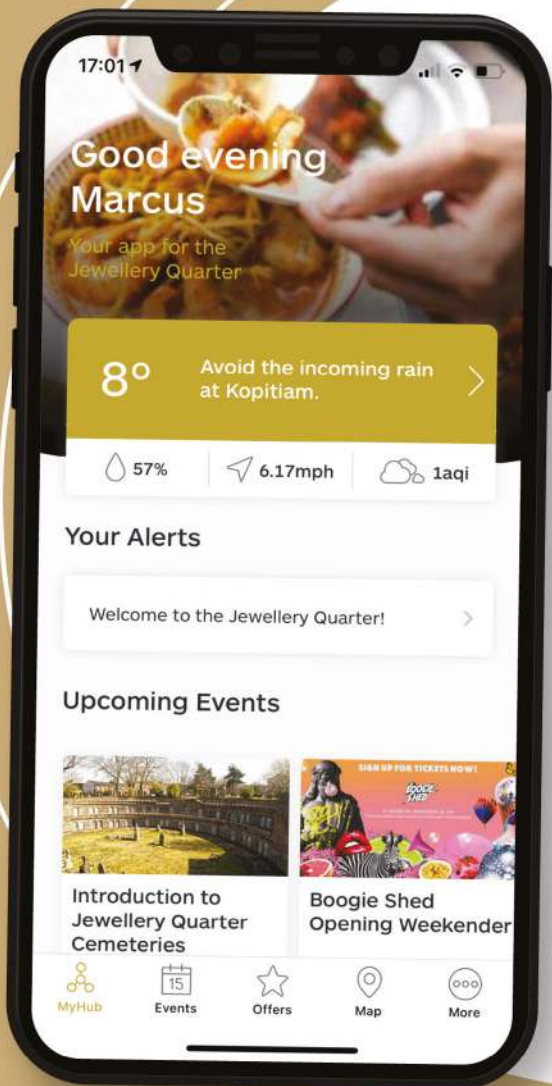 17:01
Good evening
Marcus
Your app for the
Jewellery Quarter
8°
Avoid the incoming rain
at Kopitiam.
57%
6.17mph
1aqi
Your Alerts
Welcome to the Jewellery Quarter!
Upcoming Events
SIGN UP FOR TICKETS NOW!
BOOGIE
SHED
Introduction to
Jewellery Quarter
Cemeteries
Boogie Shed
Opening Weekender
15
MyHub
Events
Offers
Map
More